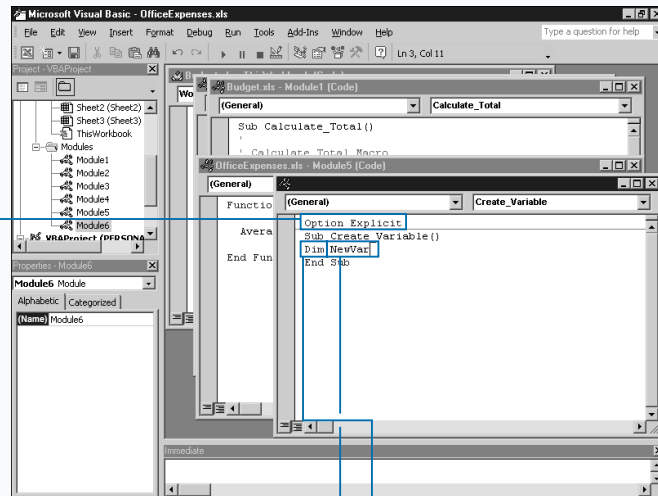 Microsoft Visual Basic - OfficeExpenses.xls
File Edit View Insert Format Debug Run Tools Add-Ins Window Help
Type a question for help
Ln 3, Col 11
Project - VBAProject
Sheet2 (Sheet2)
Sheet3 (Sheet3)
ThisWorkbook
Modules
Module1
Module2
Module3
Module4
Module5
Module6
VBAProject (PERSONA
Properties - Module6
Module6 Module
Alphabetic Categorized
(Name) Module6
Wo
Budget.xls - Module1 (Code)
(General) Calculate_Total
Sub Calculate_Total()
'
' Calculate_Total Macro
OfficeExpenses.xls - Module5 (Code)
(General)
Functio
Avera
End Fun
(General) Create_Variable
Option Explicit
Sub Create_Variable()
Dim NewVar
End Sub
Immediate